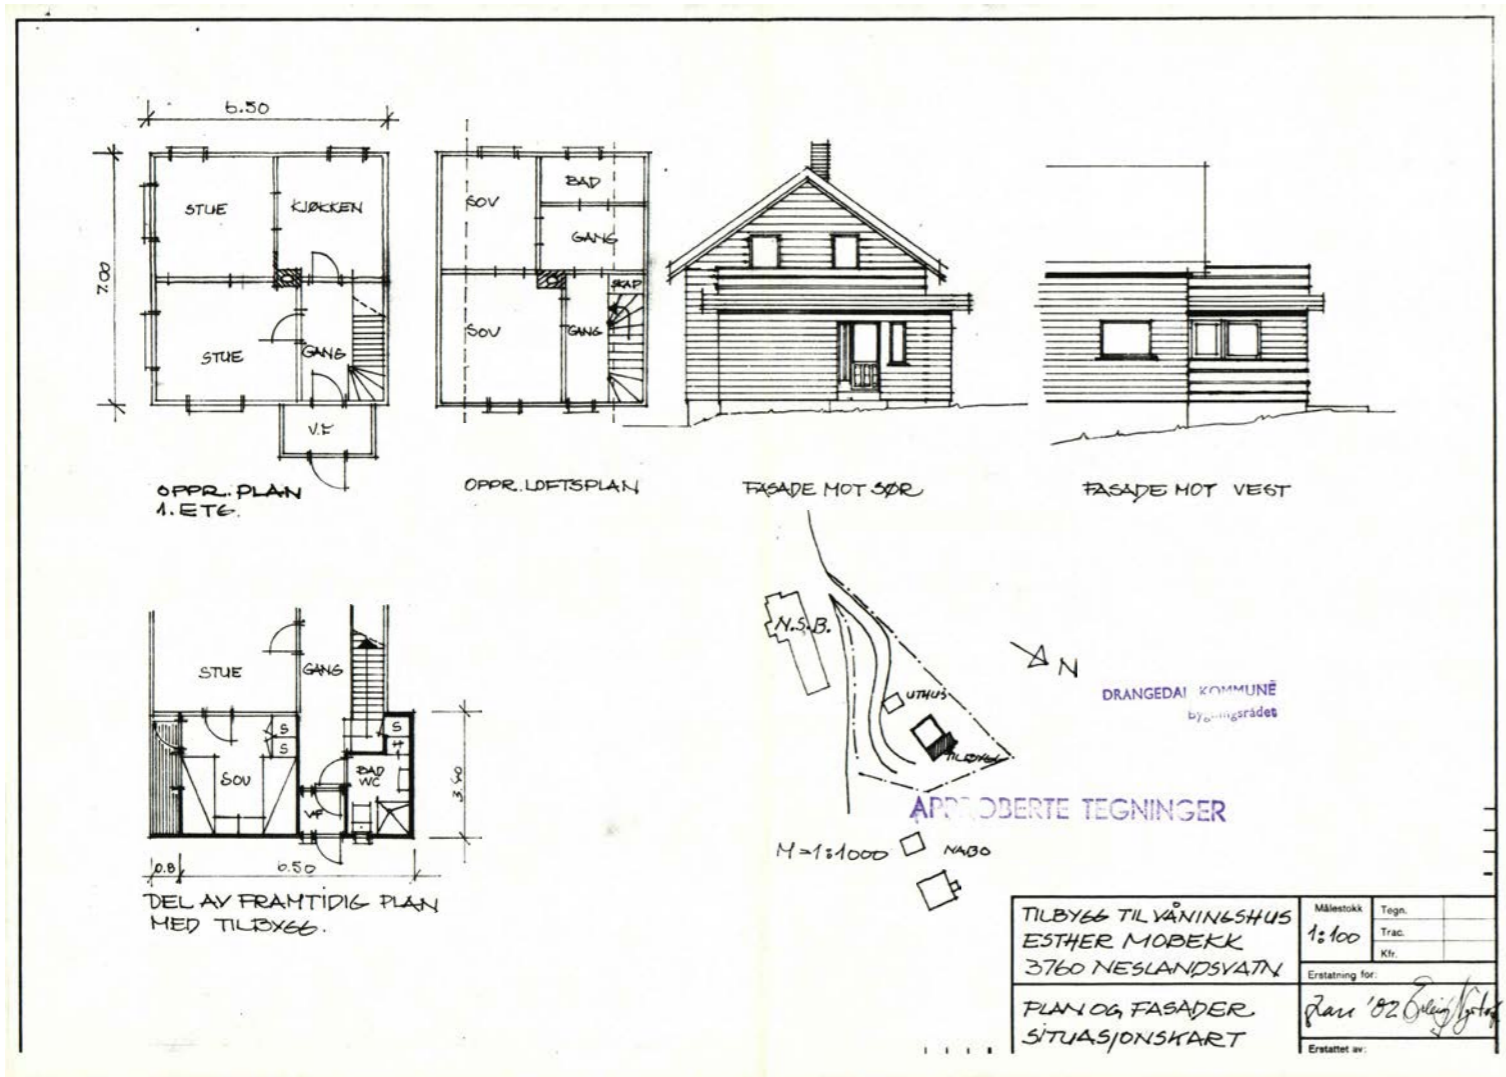 6.50
7.00
STUE
KJØKKEN
STUE
GANG
V.F
OPPR. PLAN
1. ETG.
SOV
BAD
GANG
SKAP
SOV
GANG
OPPR. LOFTSPLAN
FASADE MOT SØR
FASADE MOT VEST
STUE
GANG
S
S
S
H
SOV
BAD
WC
VF
3.40
0.8
6.50
DEL AV FRAMTIDIG PLAN
MED TILBYGG.
N.S.B.
UTHUS
TILBYGG
N
DRANGEDAL KOMMUNE
Bygningsrådet
APPROBERTE TEGNINGER
M=1:1000
NABO
TILBYGG TIL VÅNINGSHUS
ESTHER MOBEKK
3760 NESLANDSVATN
Målestokk
1:100
Tegn.
Trac.
Kfr.
Erstatning for:
PLAN OG FASADER
SITUASJONSKART
Jan '82
Erstattet av: